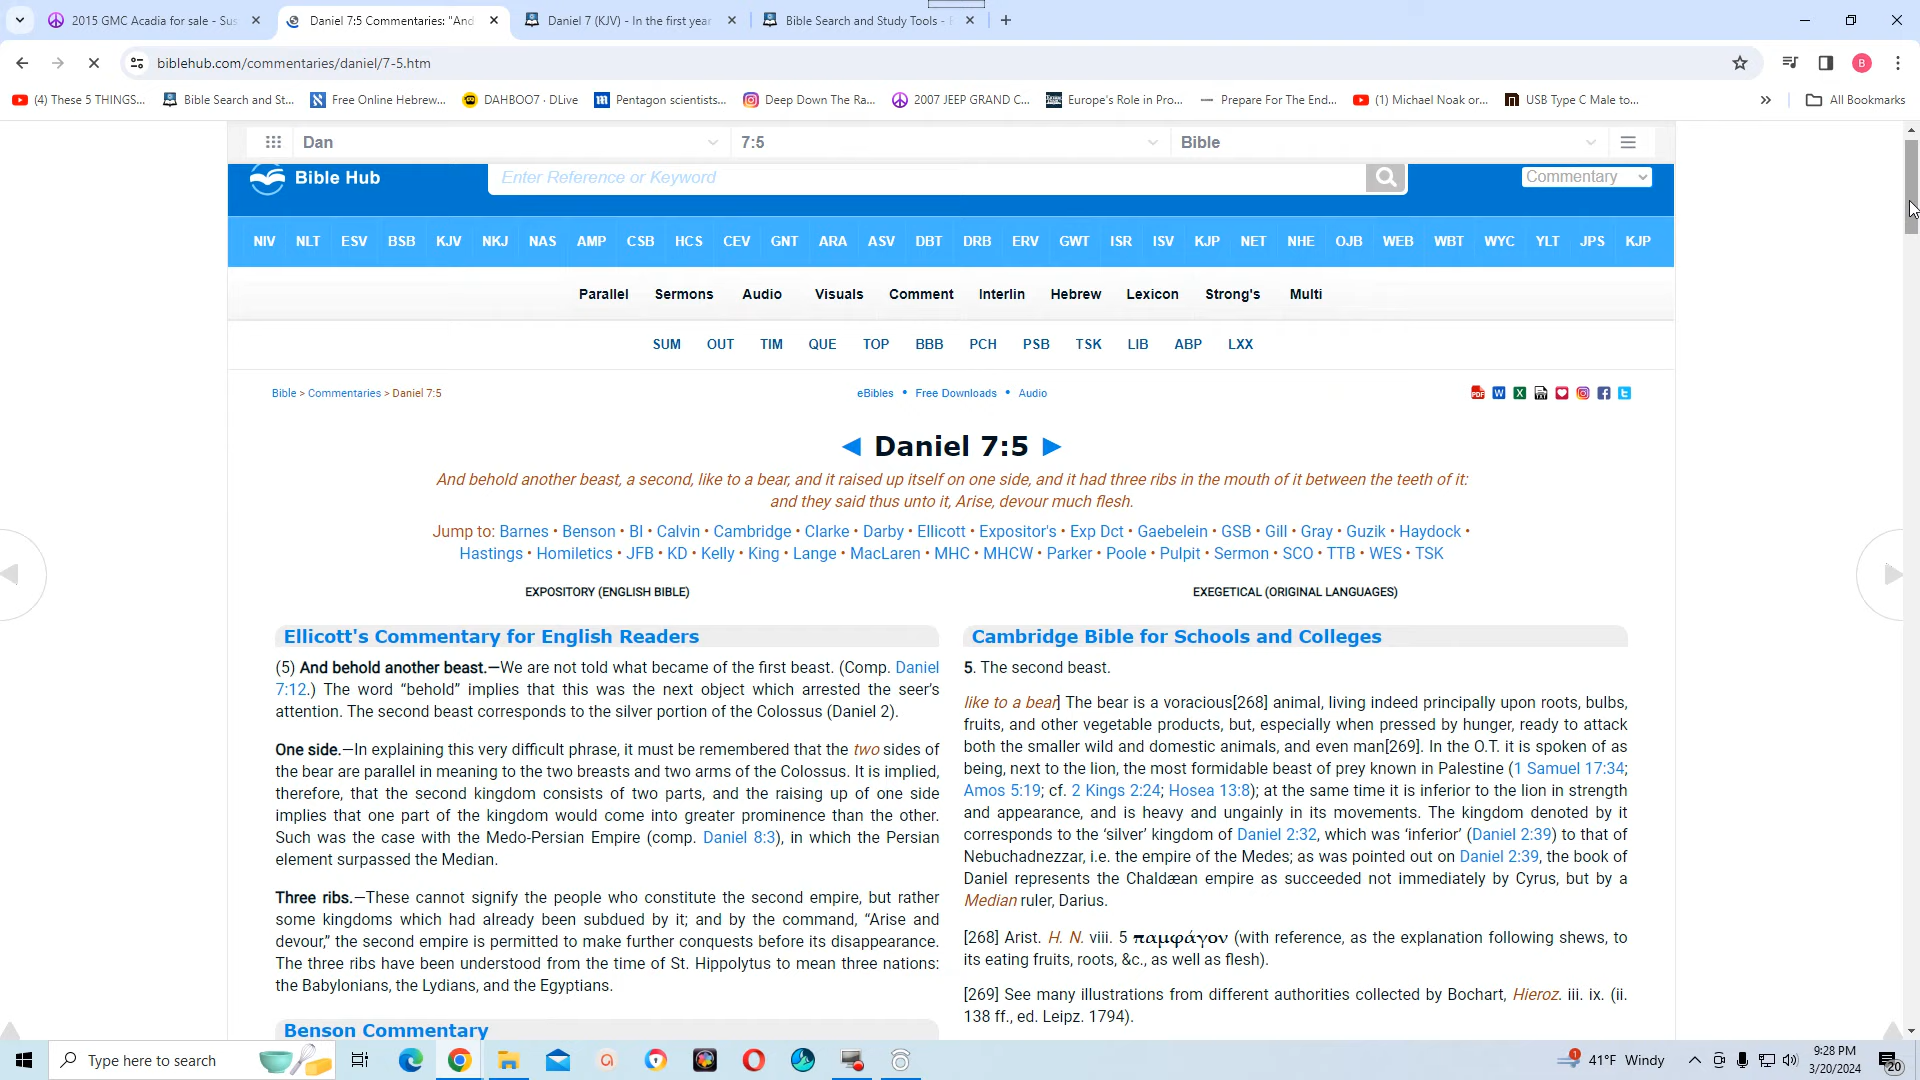 2015 GMC Acadia for sale - Sus
Daniel 7:5 Commentaries: "And
Daniel 7 (KJV) - In the first year
Bible Search and Study Tools -
biblehub.com/commentaries/daniel/7-5.htm
B
(4) These 5 THINGS...
Bible Search and St...
Free Online Hebrew...
DAHBOO7 · DLive
Pentagon scientists...
Deep Down The Ra...
2007 JEEP GRAND C...
Europe's Role in Pro...
Prepare For The End...
(1) Michael Noak or...
USB Type C Male to...
All Bookmarks
Dan
7:5
Bible
Bible Hub
Enter Reference or Keyword
Commentary
NIV NLT ESV BSB KJV NKJ NAS AMP CSB HCS CEV GNT ARA ASV DBT DRB ERV GWT ISR ISV KJP NET NHE OJB WEB WBT WYC YLT JPS KJP
Parallel Sermons Audio Visuals Comment Interlin Hebrew Lexicon Strong's Multi
SUM OUT TIM QUE TOP BBB PCH PSB TSK LIB ABP LXX
Bible > Commentaries > Daniel 7:5
eBibles • Free Downloads • Audio
◄ Daniel 7:5 ►
And behold another beast, a second, like to a bear, and it raised up itself on one side, and it had three ribs in the mouth of it between the teeth of it:
and they said thus unto it, Arise, devour much flesh.
Jump to: Barnes • Benson • BI • Calvin • Cambridge • Clarke • Darby • Ellicott • Expositor's • Exp Dct • Gaebelein • GSB • Gill • Gray • Guzik • Haydock •
Hastings • Homiletics • JFB • KD • Kelly • King • Lange • MacLaren • MHC • MHCW • Parker • Poole • Pulpit • Sermon • SCO • TTB • WES • TSK
EXPOSITORY (ENGLISH BIBLE)
Ellicott's Commentary for English Readers
(5) And behold another beast.—We are not told what became of the first beast. (Comp. Daniel
7:12.) The word “behold” implies that this was the next object which arrested the seer's
attention. The second beast corresponds to the silver portion of the Colossus (Daniel 2).
One side.—In explaining this very difficult phrase, it must be remembered that the two sides of
the bear are parallel in meaning to the two breasts and two arms of the Colossus. It is implied,
therefore, that the second kingdom consists of two parts, and the raising up of one side
implies that one part of the kingdom would come into greater prominence than the other.
Such was the case with the Medo-Persian Empire (comp. Daniel 8:3), in which the Persian
element surpassed the Median.
Three ribs.—These cannot signify the people who constitute the second empire, but rather
some kingdoms which had already been subdued by it; and by the command, “Arise and
devour,” the second empire is permitted to make further conquests before its disappearance.
The three ribs have been understood from the time of St. Hippolytus to mean three nations:
the Babylonians, the Lydians, and the Egyptians.
Benson Commentary
EXEGETICAL (ORIGINAL LANGUAGES)
Cambridge Bible for Schools and Colleges
5. The second beast.
like to a bear] The bear is a voracious[268] animal, living indeed principally upon roots, bulbs,
fruits, and other vegetable products, but, especially when pressed by hunger, ready to attack
both the smaller wild and domestic animals, and even man[269]. In the O.T. it is spoken of as
being, next to the lion, the most formidable beast of prey known in Palestine (1 Samuel 17:34;
Amos 5:19; cf. 2 Kings 2:24; Hosea 13:8); at the same time it is inferior to the lion in strength
and appearance, and is heavy and ungainly in its movements. The kingdom denoted by it
corresponds to the ‘silver’ kingdom of Daniel 2:32, which was ‘inferior’ (Daniel 2:39) to that of
Nebuchadnezzar, i.e. the empire of the Medes; as was pointed out on Daniel 2:39, the book of
Daniel represents the Chaldæan empire as succeeded not immediately by Cyrus, but by a
Median ruler, Darius.
[268] Arist. H. N. viii. 5 παμφάγον (with reference, as the explanation following shews, to
its eating fruits, roots, &c., as well as flesh).
[269] See many illustrations from different authorities collected by Bochart, Hieroz. iii. ix. (ii.
138 ff., ed. Leipz. 1794).
Type here to search
41°F Windy
9:28 PM
3/20/2024
20